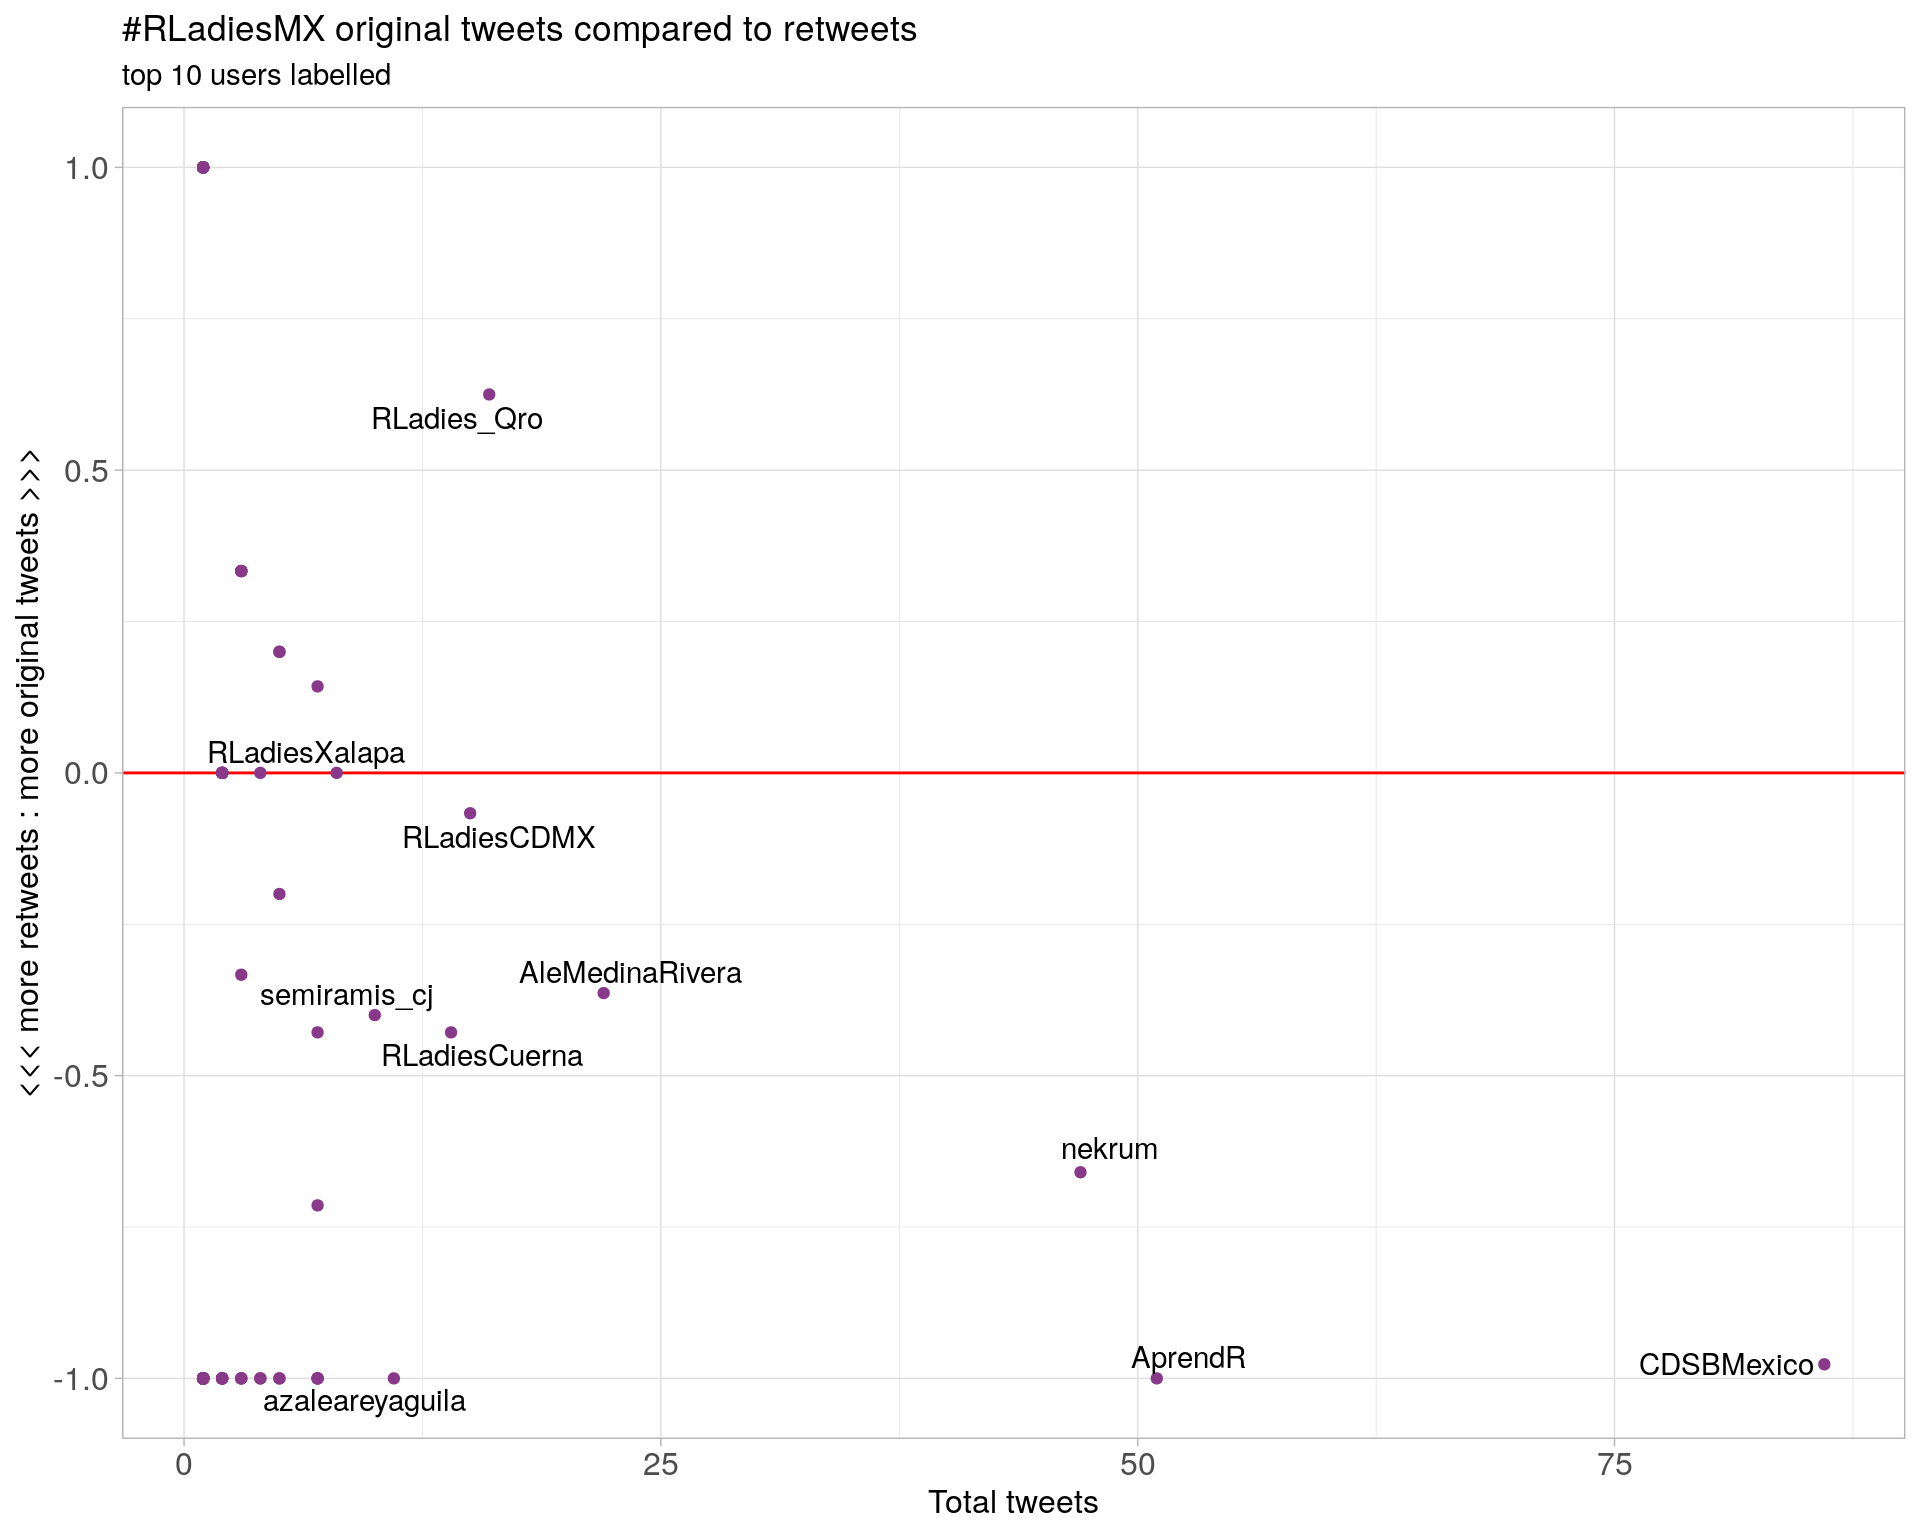 #RLadiesMX original tweets compared to retweets
top 10 users labelled
<<< more retweets : more original tweets >>>
1.0
0.5
0.0
-0.5
-1.0
RLadies_Qro
RLadiesXalapa
RLadiesCDMX
AleMedinaRivera
semiramis_cj
RLadiesCuerna
nekrum
AprendR
CDSBMexico
azaleareyaguila
0
25
50
75
Total tweets